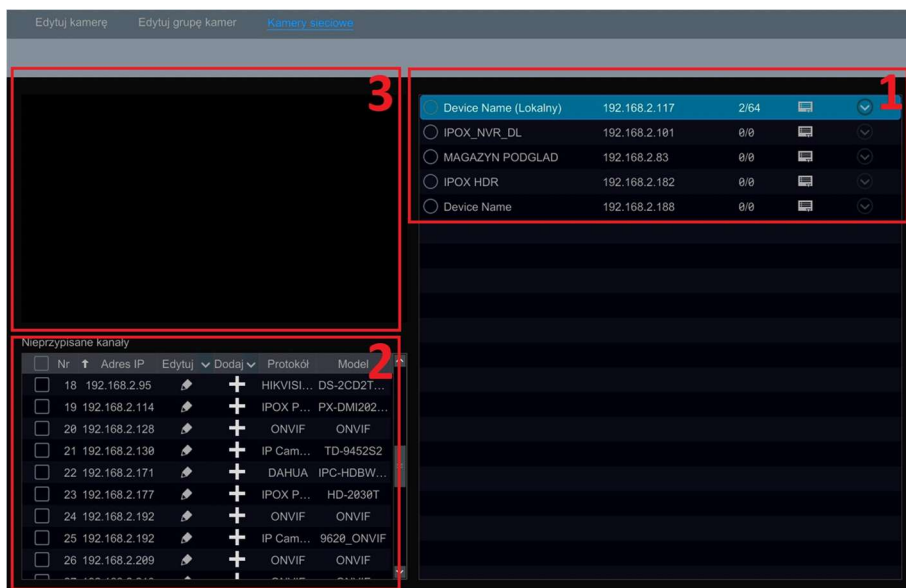 Edytuj kamerę Edytuj grupę kamer Kamery sieciowe
3
1
Device Name (Lokalny) 192.168.2.117 2/64
IPOX_NVR_DL 192.168.2.101 0/0
MAGAZYN PODGLAD 192.168.2.83 0/0
IPOX HDR 192.168.2.182 0/0
Device Name 192.168.2.188 0/0
Nieprzypisane kanały
2
Nr Adres IP Edytuj Dodaj Protokół Model
18 192.168.2.95 HIKVISI... DS-2CD2T...
19 192.168.2.114 IPOX P... PX-DMI202...
20 192.168.2.128 ONVIF ONVIF
21 192.168.2.130 IP Cam... TD-9452S2
22 192.168.2.171 DAHUA IPC-HDBW...
23 192.168.2.177 IPOX P... HD-2030T
24 192.168.2.192 ONVIF ONVIF
25 192.168.2.192 IP Cam... 9620_ONVIF
26 192.168.2.209 ONVIF ONVIF